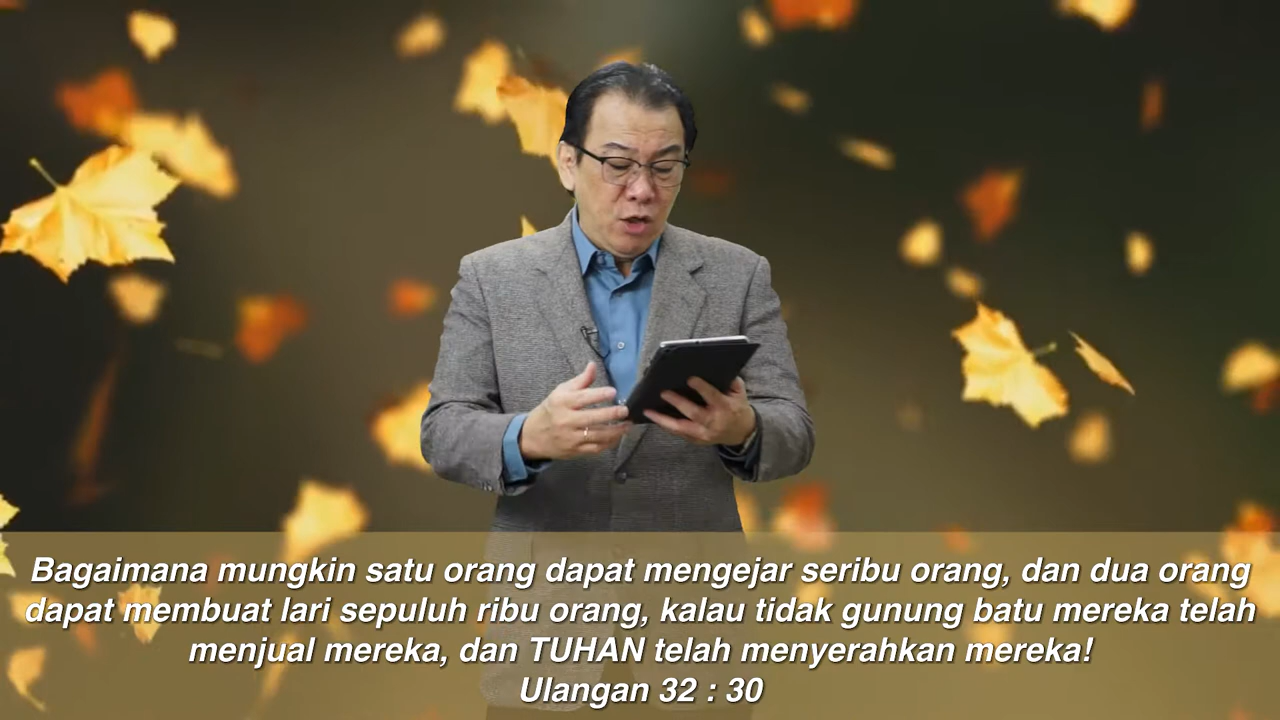 Bagaimana mungkin satu orang dapat mengejar seribu orang, dan dua orang
dapat membuat lari sepuluh ribu orang, kalau tidak gunung batu mereka telah
menjual mereka, dan TUHAN telah menyerahkan mereka!
Ulangan 32 : 30